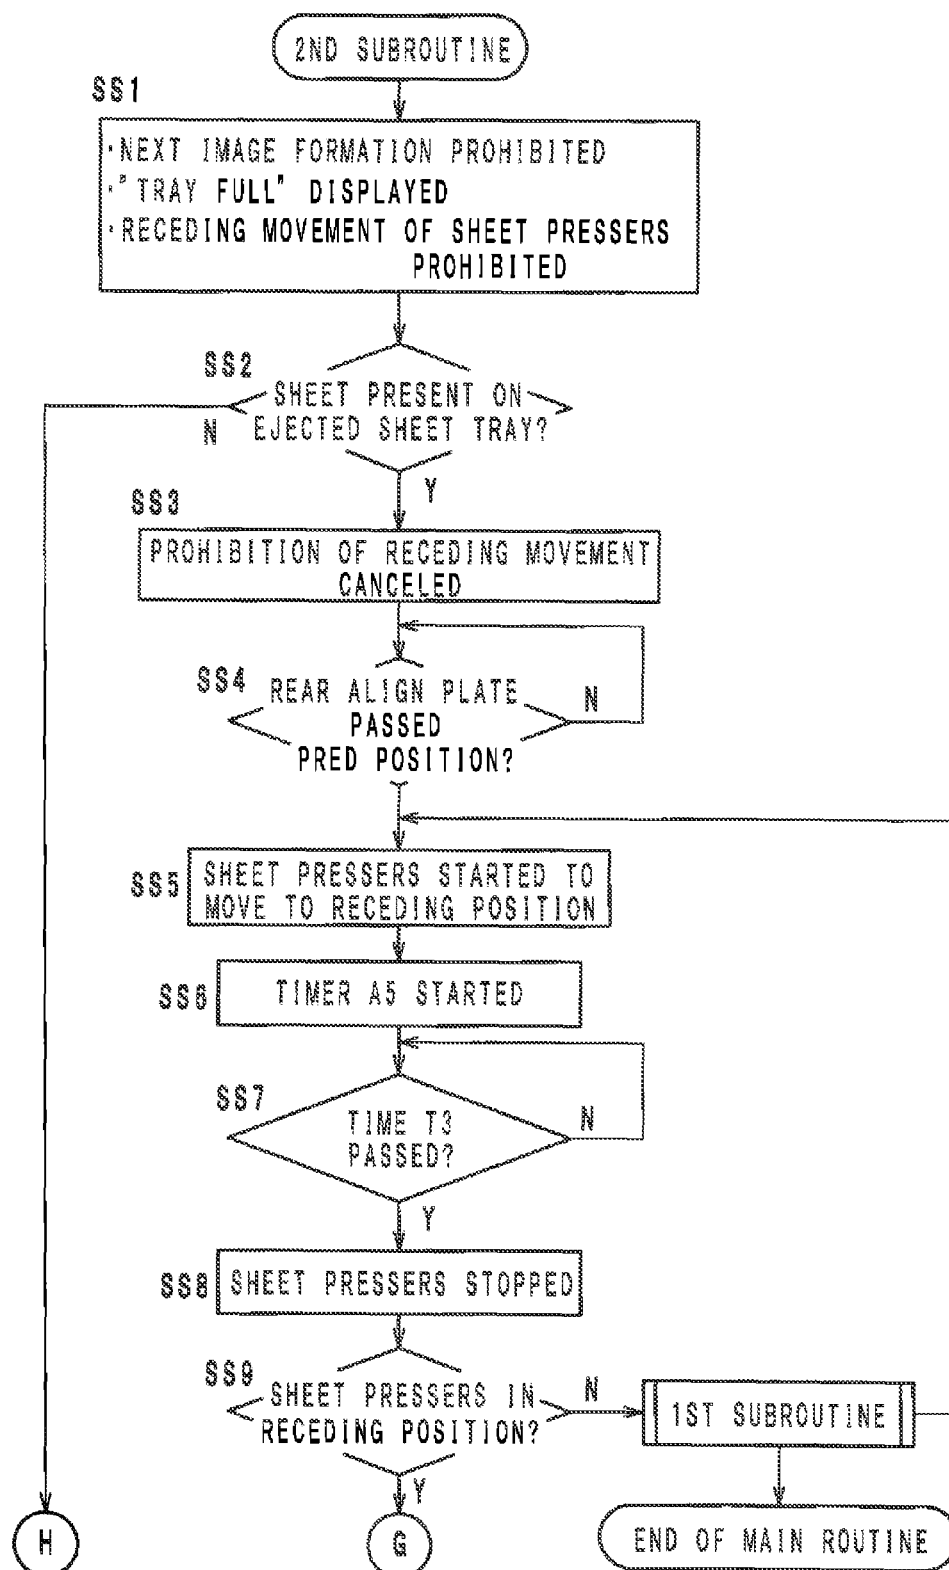 2ND SUBROUTINE
SS1
·NEXT IMAGE FORMATION PROHIBITED
·"TRAY FULL" DISPLAYED
·RECEDING MOVEMENT OF SHEET PRESSERS
PROHIBITED
SS2
SHEET PRESENT ON
EJECTED SHEET TRAY?
N
Y
SS3
PROHIBITION OF RECEDING MOVEMENT
CANCELED
SS4
REAR ALIGN PLATE
PASSED
PRED POSITION?
N
SS5
SHEET PRESSERS STARTED TO
MOVE TO RECEDING POSITION
SS6
TIMER A5 STARTED
SS7
TIME T3
PASSED?
N
Y
SS8
SHEET PRESSERS STOPPED
SS9
SHEET PRESSERS IN
RECEDING POSITION?
N
1ST SUBROUTINE
Y
H
G
END OF MAIN ROUTINE